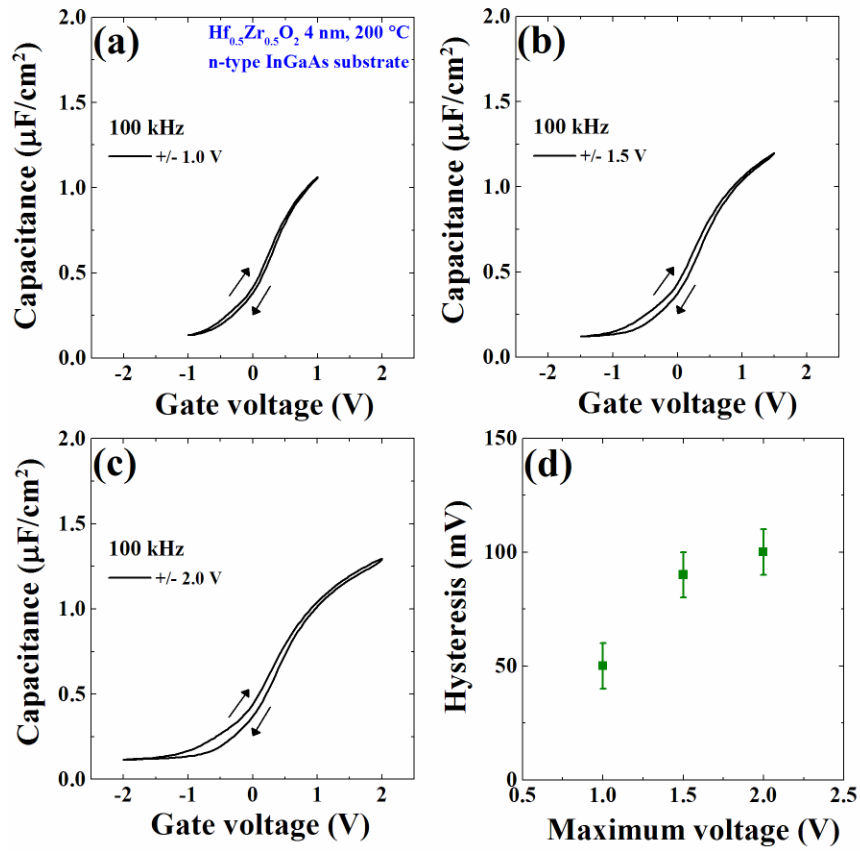 (a)
Hf0.5Zr0.5O2 4 nm, 200 °C
n-type InGaAs substrate
100 kHz
+/- 1.0 V
Capacitance (µF/cm²)
2.0
1.5
1.0
0.5
0.0
-2 -1 0 1 2
Gate voltage (V)
(b)
100 kHz
+/- 1.5 V
Capacitance (µF/cm²)
2.0
1.5
1.0
0.5
0.0
-2 -1 0 1 2
Gate voltage (V)
(c)
100 kHz
+/- 2.0 V
Capacitance (µF/cm²)
2.0
1.5
1.0
0.5
0.0
-2 -1 0 1 2
Gate voltage (V)
(d)
Hysteresis (mV)
150
100
50
0
0.5 1.0 1.5 2.0 2.5
Maximum voltage (V)